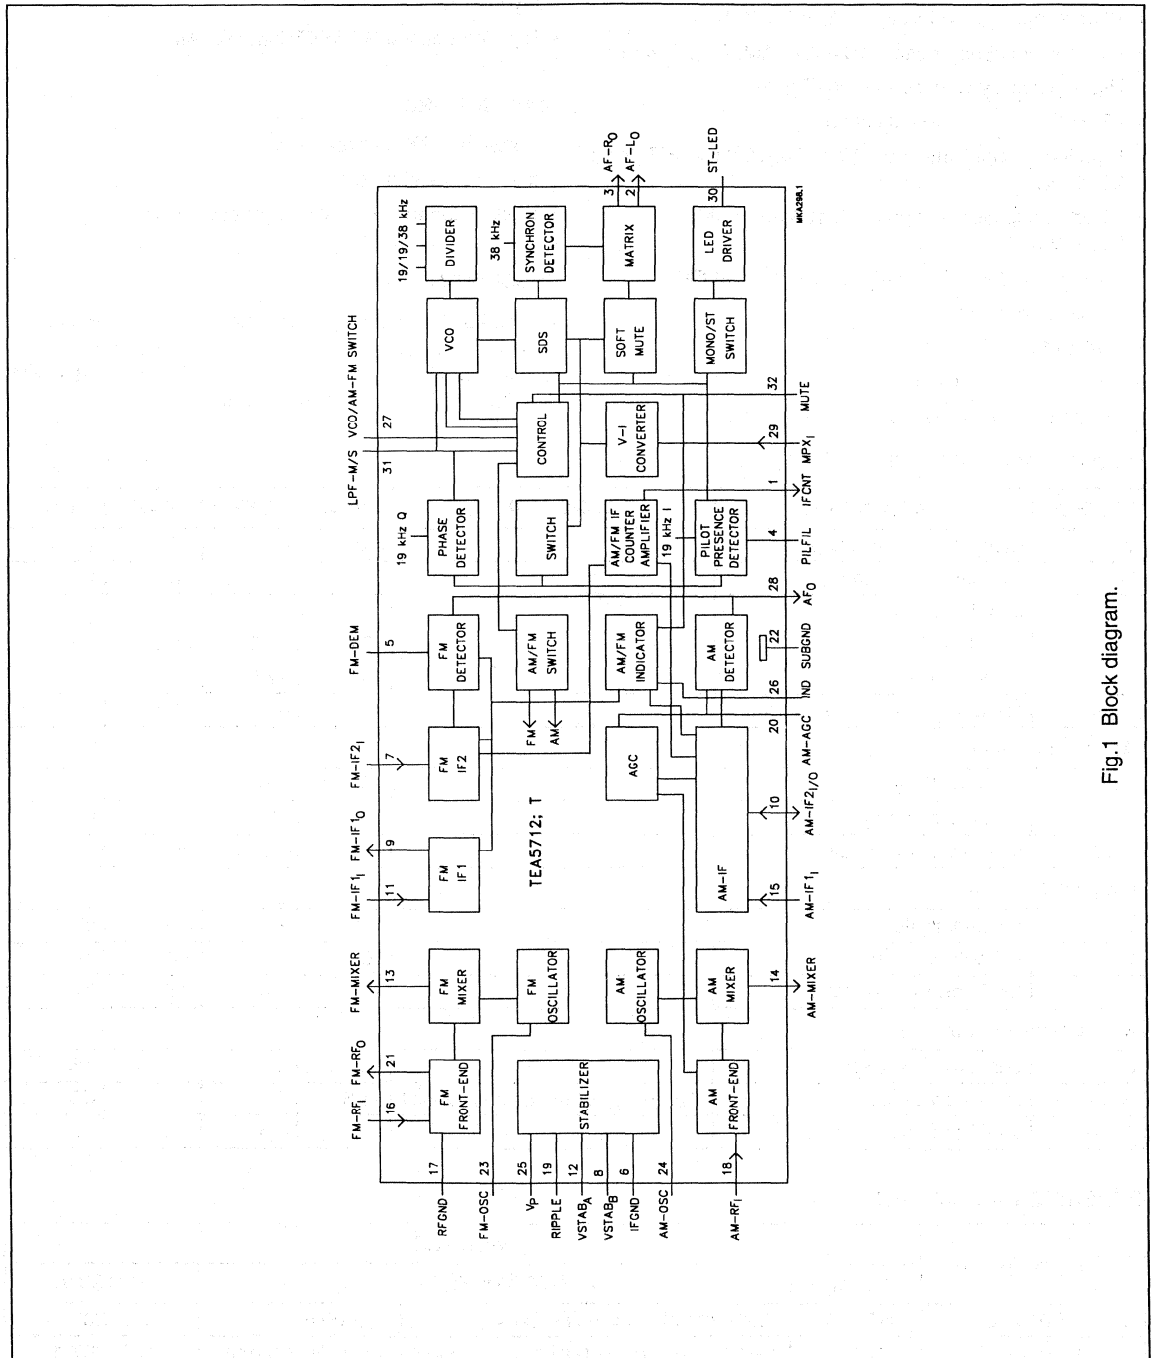 FM-RFI
FM-RFO
FM-MIXER
FM-IF1I
FM-IF1O
FM-IF2I
FM-DEM
LPF-M/S
VCO/AM-FM SWITCH
16
21
13
11
9
7
5
31
27
19 kHz Q
19/19/38 kHz
RFGND
17
FM
FRONT-END
FM
MIXER
FM
IF1
FM
IF2
FM
DETECTOR
PHASE
DETECTOR
VCO
DIVIDER
38 kHz
FM-OSC
23
VP
25
RIPPLE
19
VSTABA
12
VSTABB
8
IFGND
6
AM-OSC
24
STABILIZER
FM
OSCILLATOR
TEA5712; T
FM
AM
AM/FM
SWITCH
SWITCH
CONTROL
SDS
SYNCHRON
DETECTOR
AM
OSCILLATOR
AGC
AM/FM
INDICATOR
AM/FM IF
COUNTER
AMPLIFIER
V-I
CONVERTER
SOFT
MUTE
MATRIX
3
AF-RO
2
AF-LO
19 kHz I
AM-RFI
18
AM
FRONT-END
AM
MIXER
AM-IF
AM
DETECTOR
PILOT
PRESENCE
DETECTOR
MONO/ST
SWITCH
LED
DRIVER
30
ST-LED
14
15
10
20
26
22
28
4
1
29
32
AM-MIXER
AM-IF1I
AM-IF2I/O
AM-AGC
IND
SUBGND
AFO
PILFIL
IFCNT
MPXI
MUTE
MKA298.1
Fig.1 Block diagram.